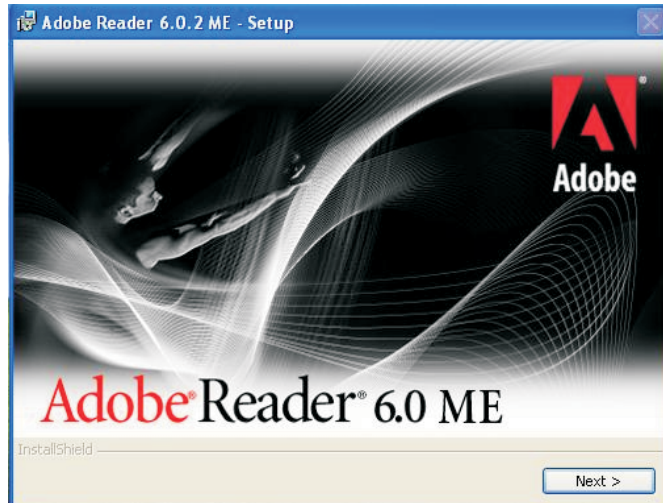 Adobe Reader 6.0.2 ME - Setup
Adobe
Adobe® Reader® 6.0 ME
InstallShield
Next >